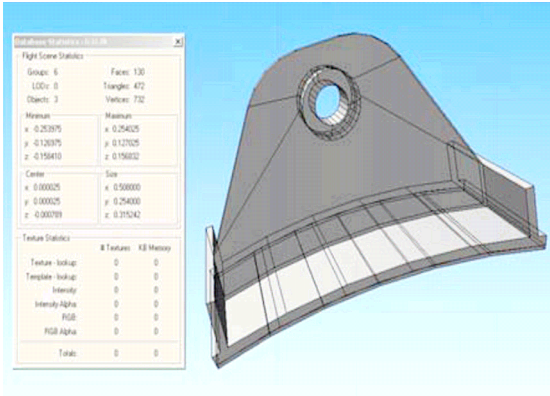 Database Statistics
Flight Scene Statistics
Groups: 6 Faces: 130
LODs: 0 Triangles: 472
Objects: 3 Vertices: 732
Minimum Maximum
x: -0.253975 x: 0.254025
y: -0.126975 y: 0.127025
z: -0.158410 z: 0.156832
Center Size
x: 0.000025 x: 0.508000
y: 0.000025 y: 0.254000
z: -0.000789 z: 0.315242
Texture Statistics
# Textures KB Memory
Texture - lookup: 0 0
Template - lookup: 0 0
Intensity: 0 0
Intensity Alpha: 0 0
RGB: 0 0
RGB Alpha: 0 0
Totals: 0 0